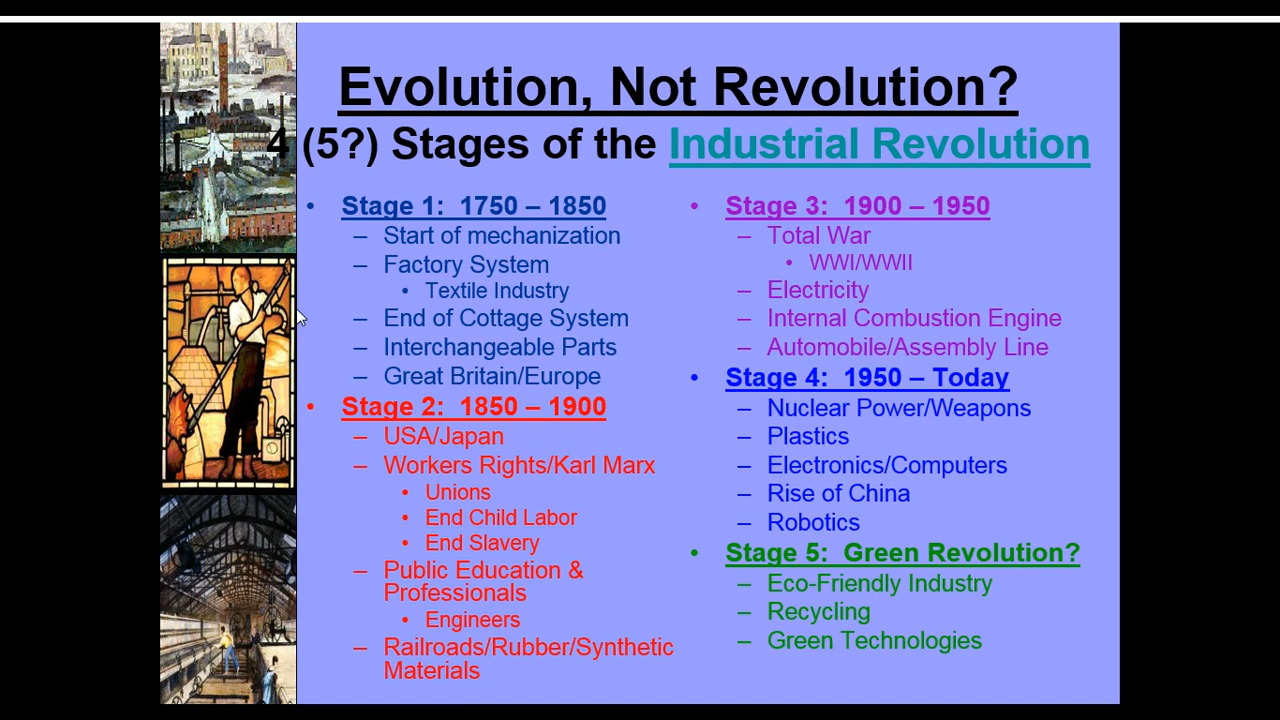 Evolution, Not Revolution?
4 (5?) Stages of the Industrial Revolution
• Stage 1: 1750 – 1850
– Start of mechanization
– Factory System
• Textile Industry
– End of Cottage System
– Interchangeable Parts
– Great Britain/Europe
• Stage 2: 1850 – 1900
– USA/Japan
– Workers Rights/Karl Marx
• Unions
• End Child Labor
• End Slavery
– Public Education &
Professionals
• Engineers
– Railroads/Rubber/Synthetic
Materials
• Stage 3: 1900 – 1950
– Total War
• WWI/WWII
– Electricity
– Internal Combustion Engine
– Automobile/Assembly Line
• Stage 4: 1950 – Today
– Nuclear Power/Weapons
– Plastics
– Electronics/Computers
– Rise of China
– Robotics
• Stage 5: Green Revolution?
– Eco-Friendly Industry
– Recycling
– Green Technologies